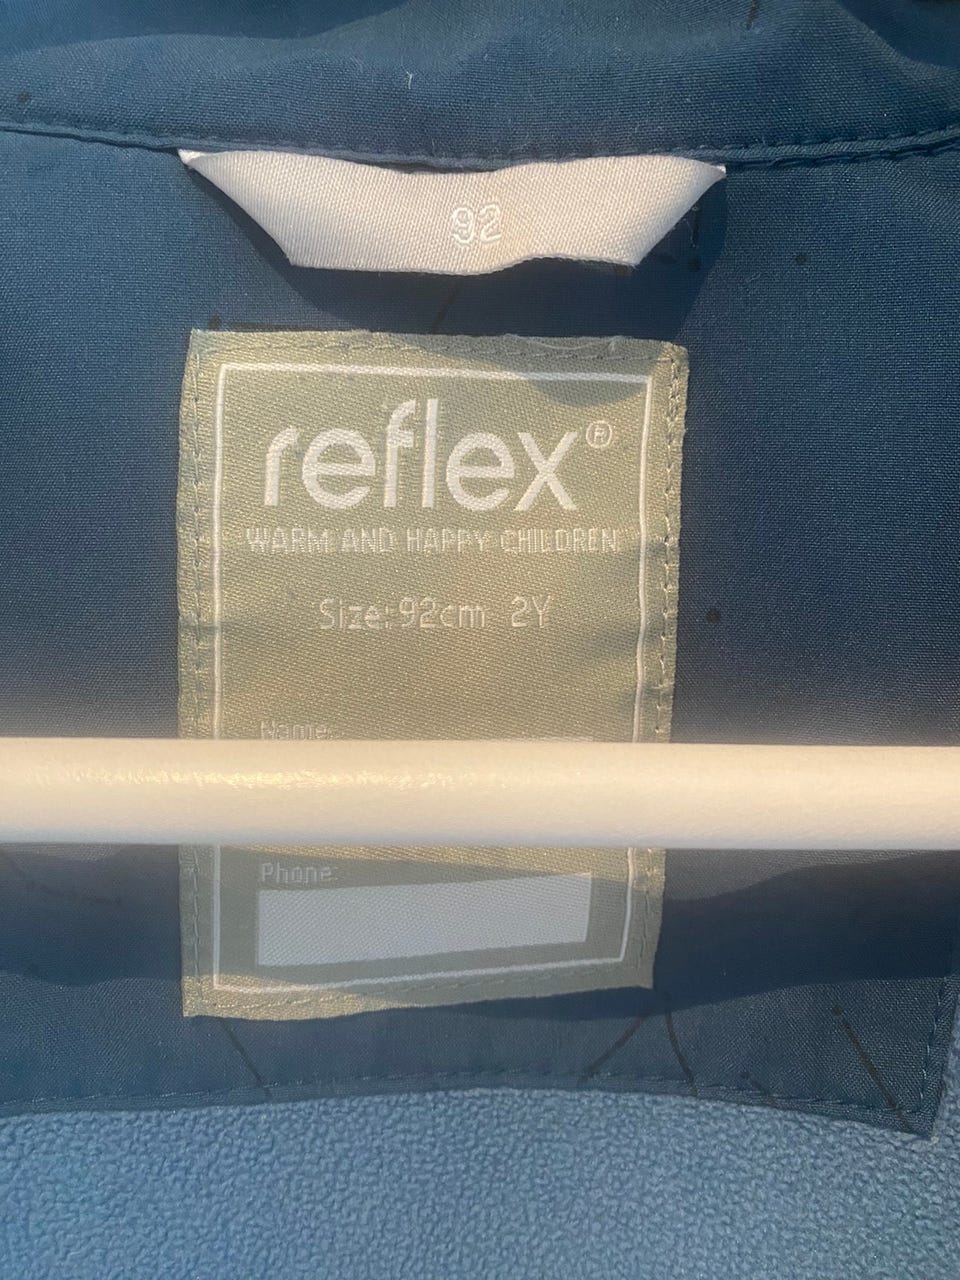 92
reflex®
WARM AND HAPPY CHILDREN
Size: 92cm 2Y
Name:
Phone: